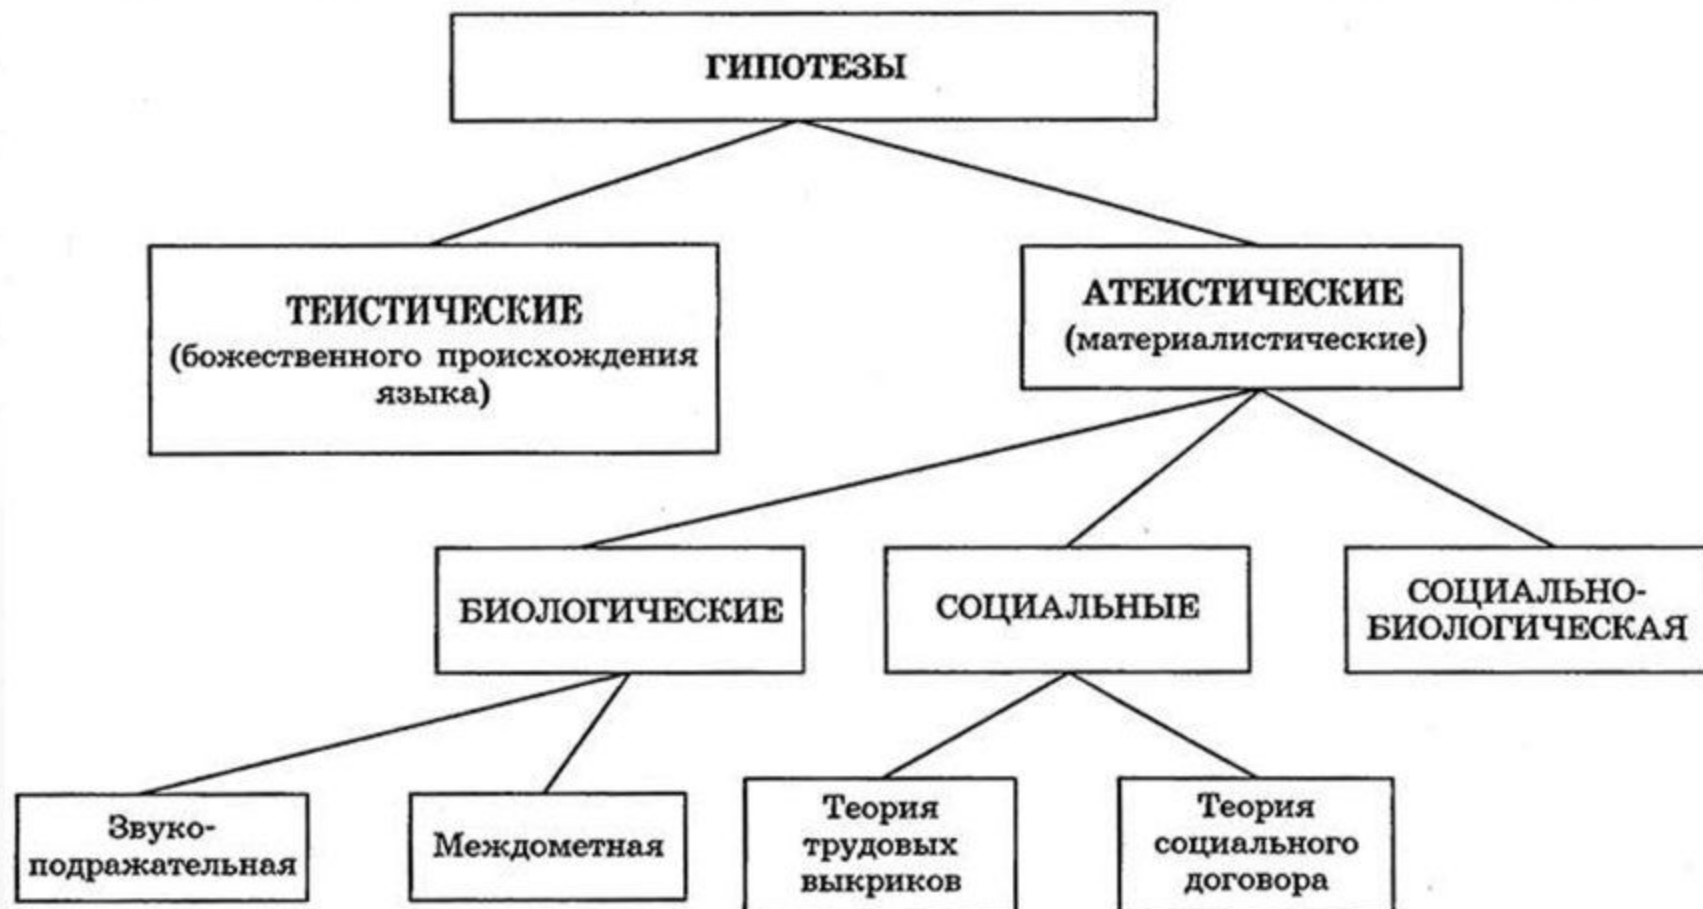 ГИПОТЕЗЫ
ТЕИСТИЧЕСКИЕ
(божественного происхождения
языка)
АТЕИСТИЧЕСКИЕ
(материалистические)
БИОЛОГИЧЕСКИЕ
СОЦИАЛЬНЫЕ
СОЦИАЛЬНО-
БИОЛОГИЧЕСКАЯ
Звуко-
подражательная
Междометная
Теория
трудовых
выкриков
Теория
социального
договора